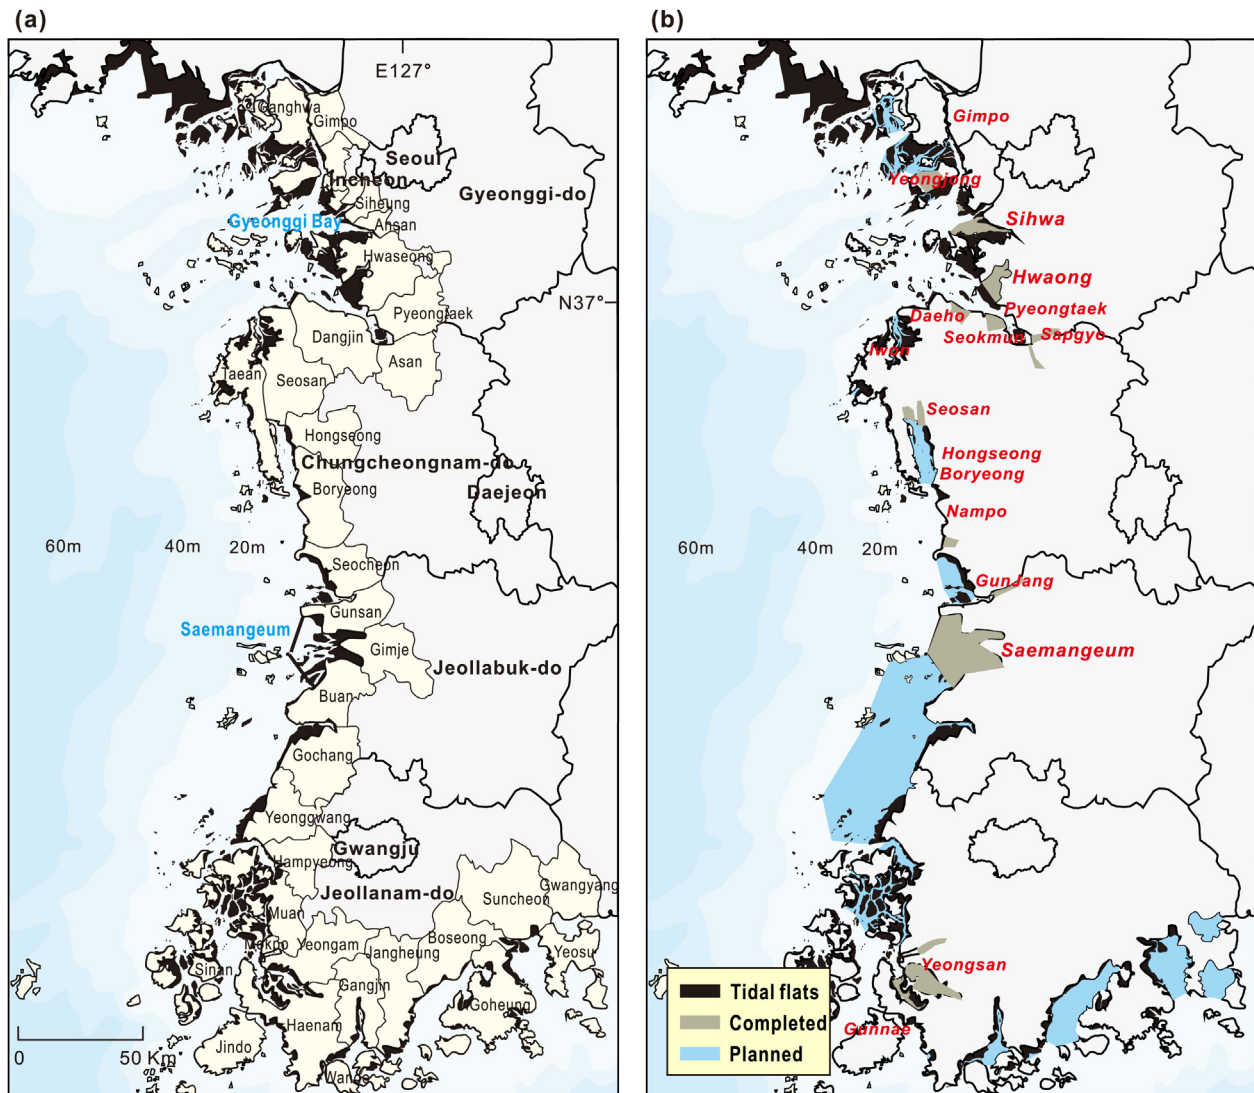 (a)
E127°
Ganghwa
Gimpo
Seoul
Incheon
Gyeonggi-do
Siheung
Gyeonggi Bay
Ansan
Hwaseong
N37°
Pyeongtaek
Dangjin
Asan
Taean
Seosan
Hongseong
Chungcheongnam-do
Boryeong
Daejeon
60m 40m 20m
Seocheon
Gunsan
Saemangeum
Gimje
Jeollabuk-do
Buan
Gochang
Yeonggwang
Gwangju
Hampyeong
Jeollanam-do
Gwangyang
Suncheon
Muan
Boseong
Mokpo
Yeongam
Jangheung
Yeosu
Sinan
Gangjin
Goheung
Haenam
Jindo
0 50 Km
Wando
(b)
Gimpo
Yeongjong
Sihwa
Hwaong
Pyeongtaek
Daeho
Seokmun
Sapgyo
Iwon
Seosan
Hongseong
Boryeong
Nampo
60m 40m 20m
GunJang
Saemangeum
Yeongsan
Gunnae
Tidal flats
Completed
Planned